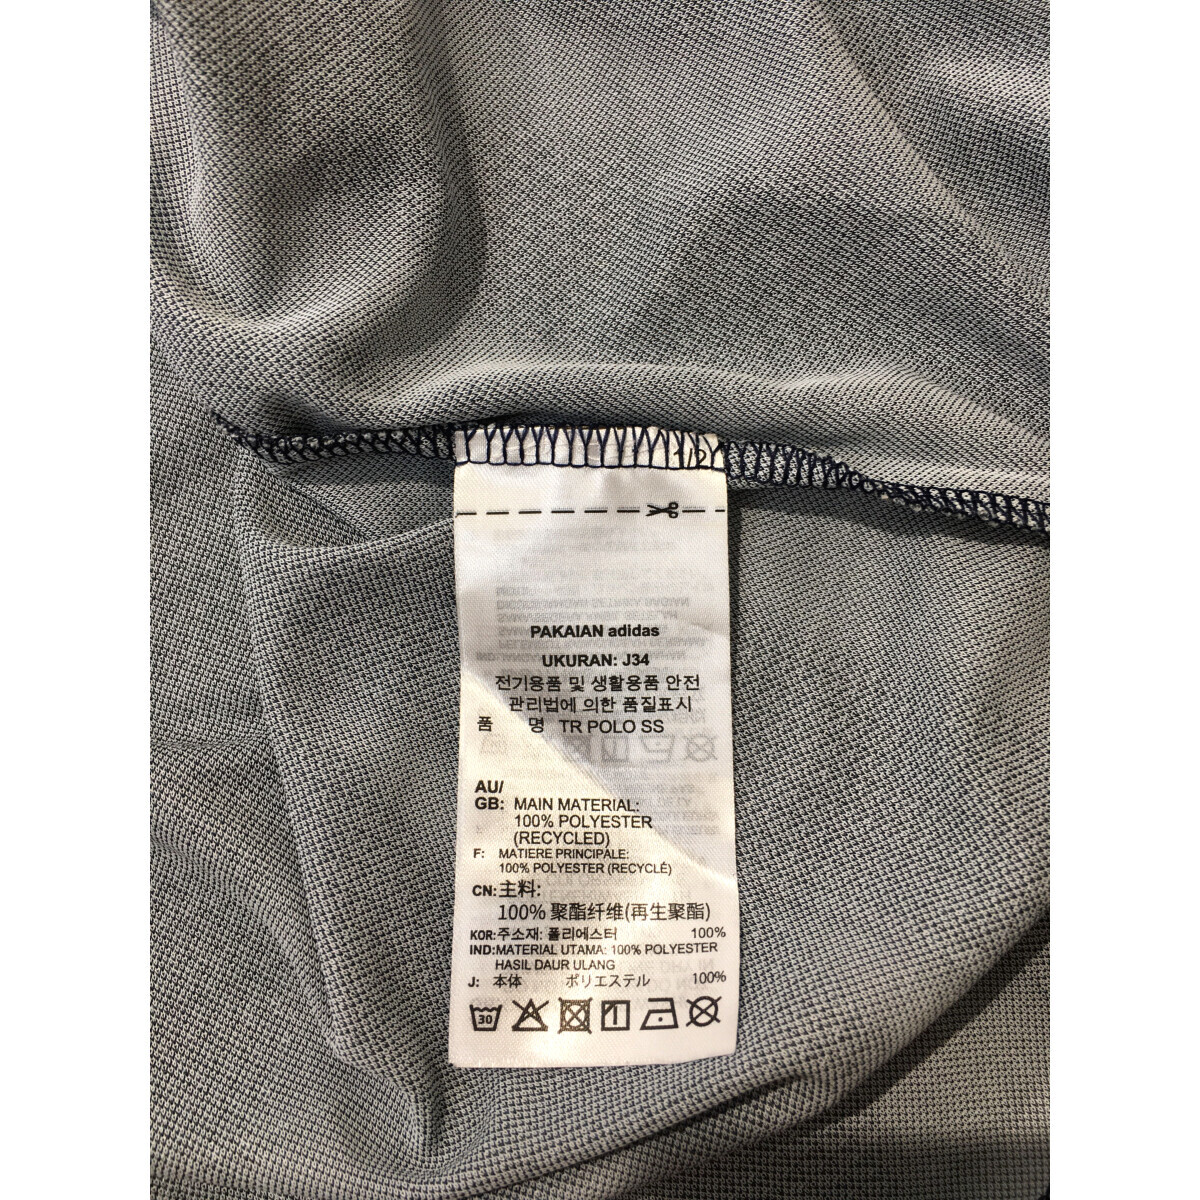 1/2
PAKAIAN adidas
UKURAN: J34
전기용품 및 생활용품 안전
관리법에 의한 품질표시
품 명 TR POLO SS
AU/
GB: MAIN MATERIAL:
100% POLYESTER
(RECYCLED)
F: MATIERE PRINCIPALE:
100% POLYESTER (RECYCLÉ)
CN: 主料:
100% 聚酯纤维(再生聚酯)
KOR: 주소재: 폴리에스터 100%
IND: MATERIAL UTAMA: 100% POLYESTER
HASIL DAUR ULANG
J: 本体 ポリエステル 100%
30